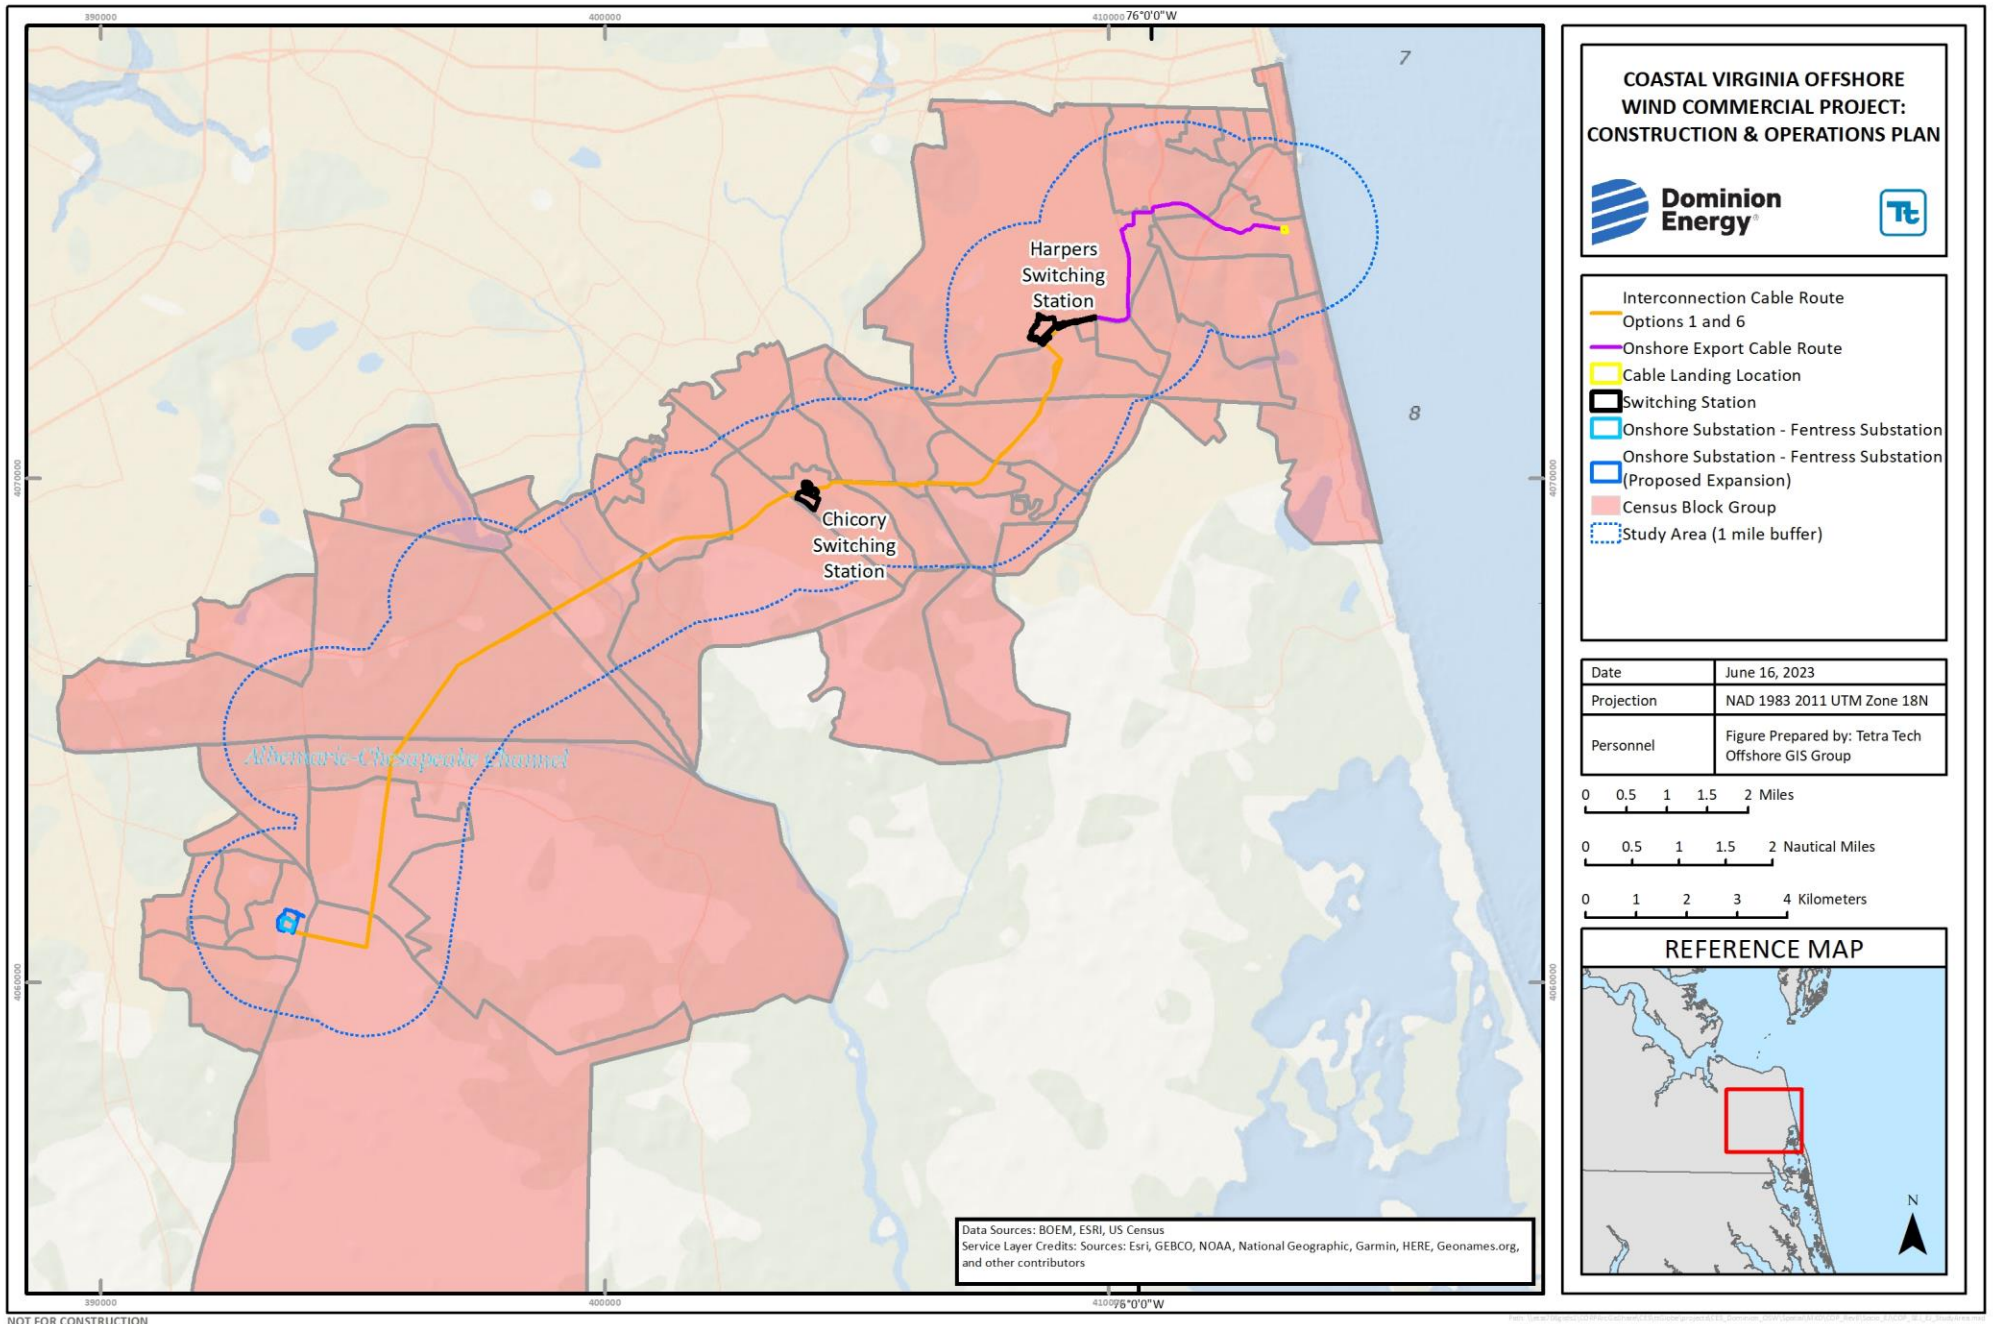 390000
400000
410000
76°0'0"W
7
8
Harpers
Switching
Station
Chicory
Switching
Station
Albemarle-Chesapeake Channel
4070000
4070000
4060000
4060000
390000
400000
76°0'0"W
Data Sources: BOEM, ESRI, US Census
Service Layer Credits: Sources: Esri, GEBCO, NOAA, National Geographic, Garmin, HERE, Geonames.org,
and other contributors
NOT FOR CONSTRUCTION
COASTAL VIRGINIA OFFSHORE
WIND COMMERCIAL PROJECT:
CONSTRUCTION & OPERATIONS PLAN
Dominion
Energy®
Tt
Interconnection Cable Route
Options 1 and 6
Onshore Export Cable Route
Cable Landing Location
Switching Station
Onshore Substation - Fentress Substation
Onshore Substation - Fentress Substation
(Proposed Expansion)
Census Block Group
Study Area (1 mile buffer)
Date June 16, 2023
Projection NAD 1983 2011 UTM Zone 18N
Personnel Figure Prepared by: Tetra Tech
Offshore GIS Group
0 0.5 1 1.5 2 Miles
0 0.5 1 1.5 2 Nautical Miles
0 1 2 3 4 Kilometers
REFERENCE MAP
N